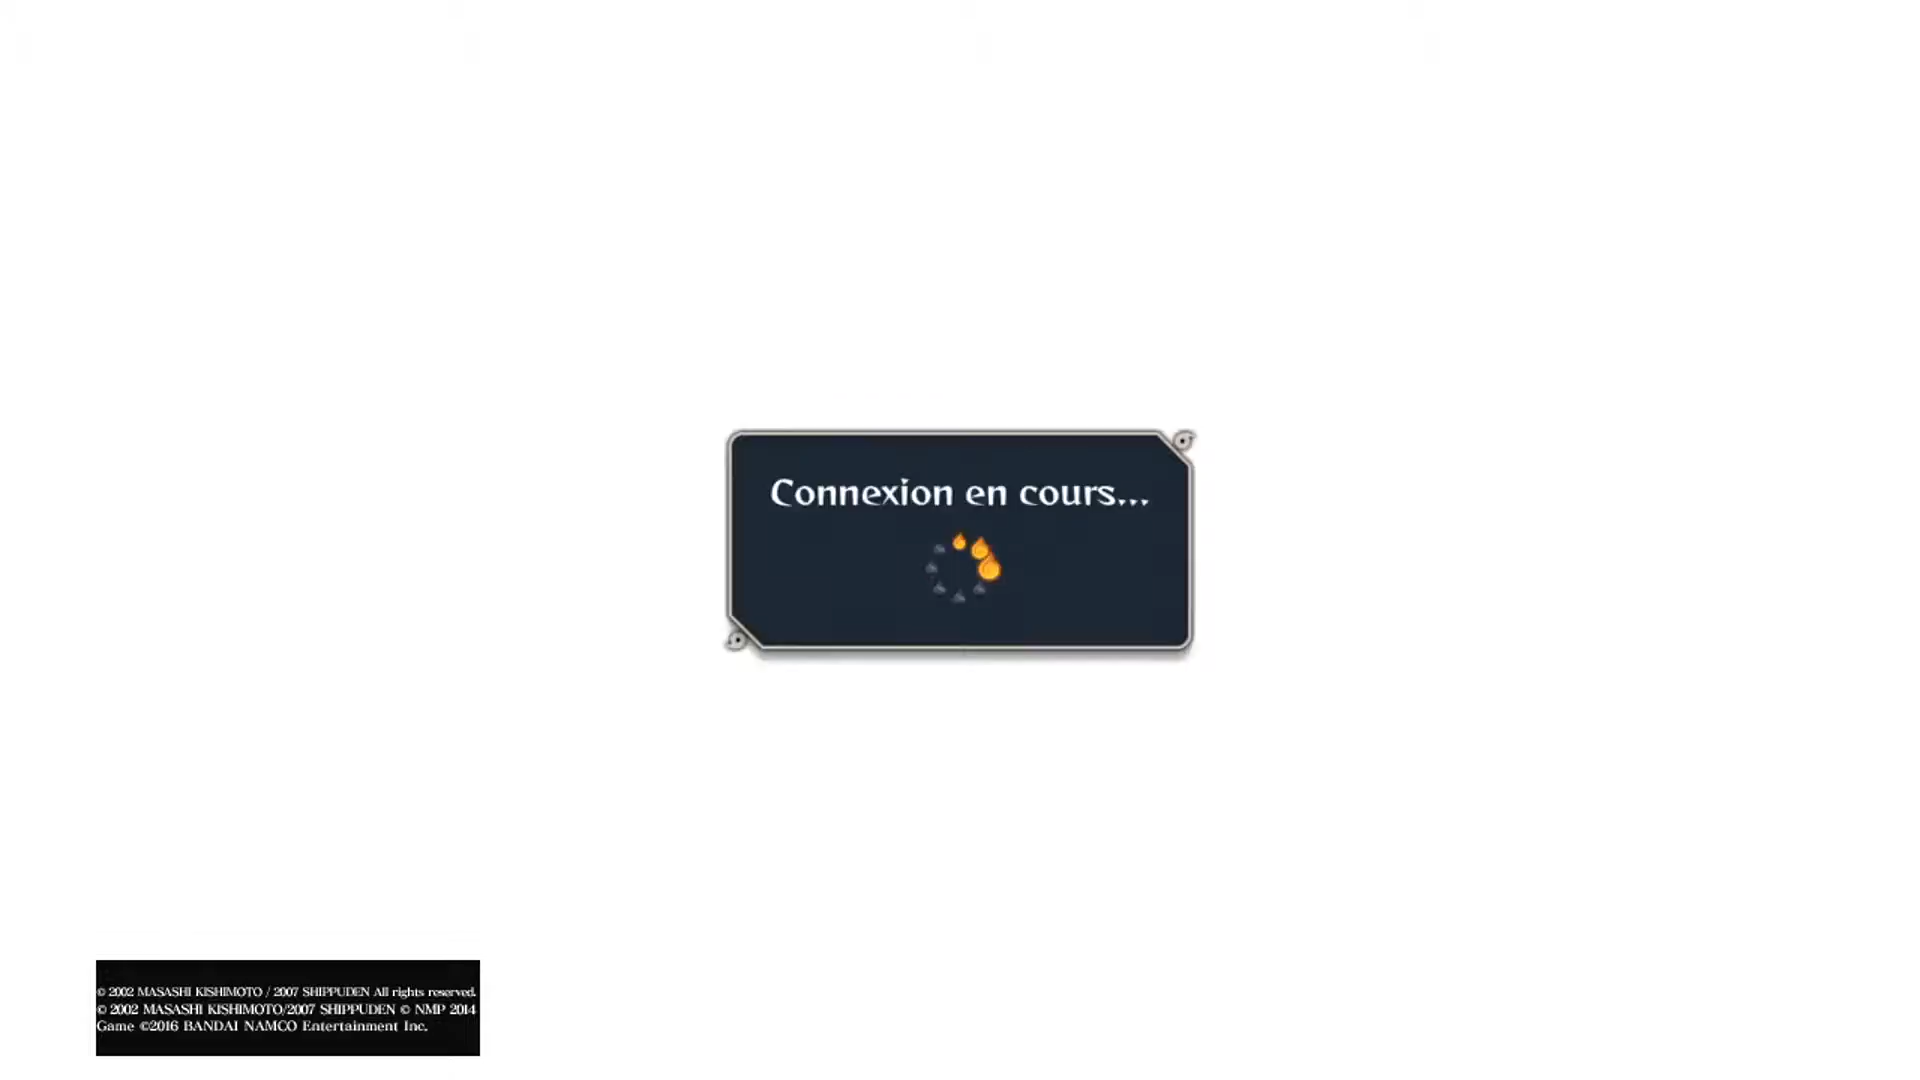 Connexion en cours...
© 2002 MASASHI KISHIMOTO / 2007 SHIPPUDEN All rights reserved.
© 2002 MASASHI KISHIMOTO/2007 SHIPPUDEN © NMP 2014
Game ©2016 BANDAI NAMCO Entertainment Inc.